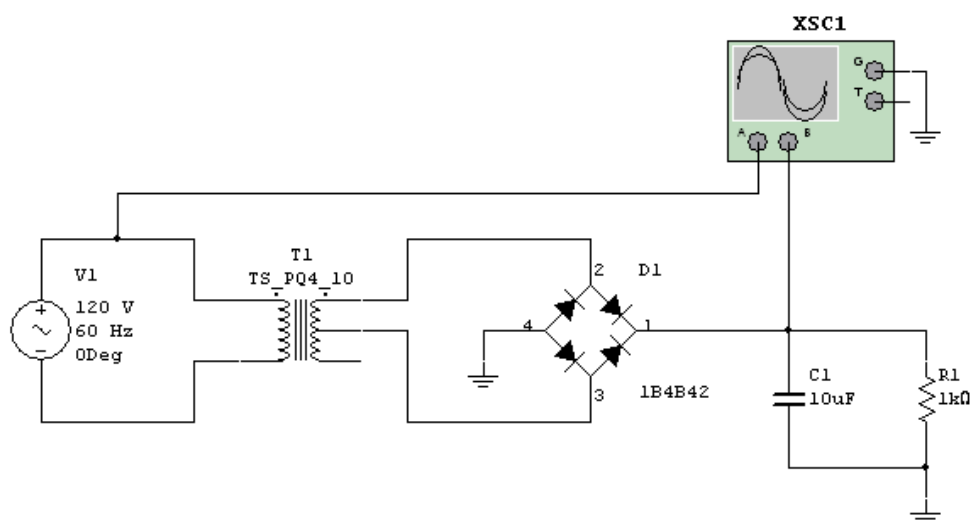 XSC1
G
T
A
B
V1
120 V
60 Hz
0Deg
T1
TS_PQ4_10
2
D1
4
1
3
1B4B42
C1
10uF
R1
1kΩ